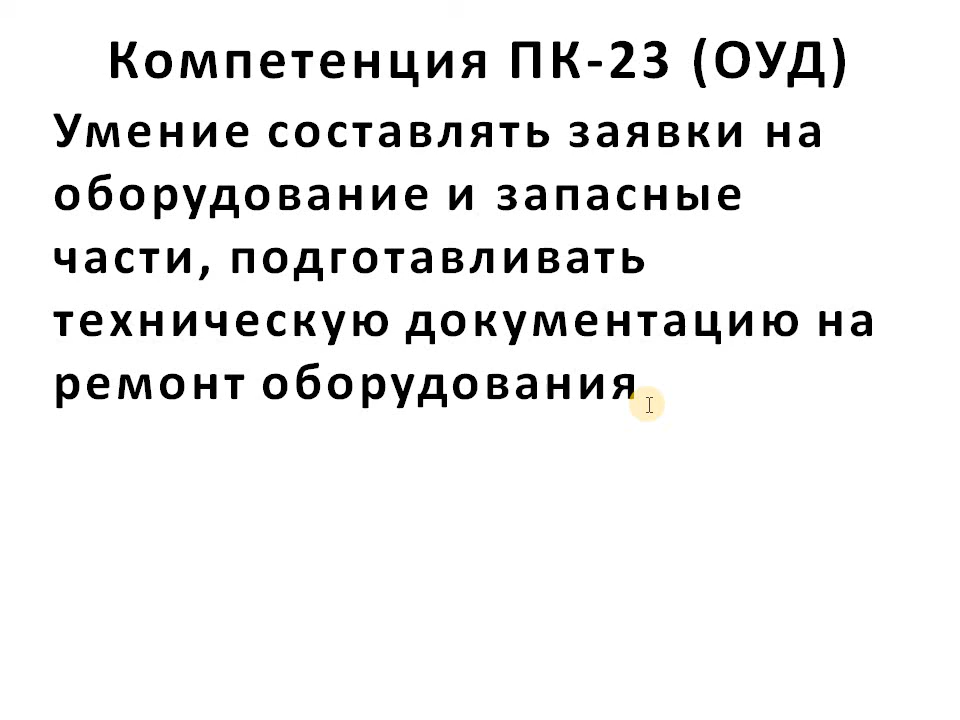 Компетенция ПК-23 (ОУД)
Умение составлять заявки на
оборудование и запасные
части, подготавливать
техническую документацию на
ремонт оборудования